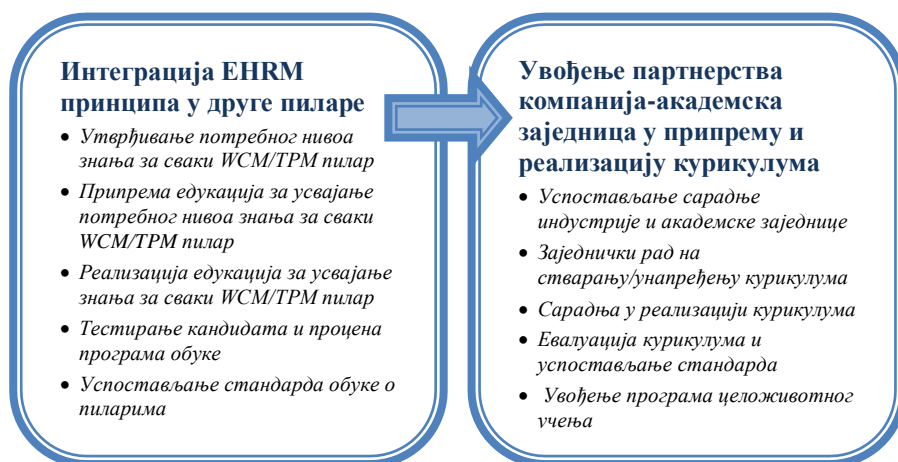 Интеграција EHRM
принципа у друге пиларе
• Утврђивање потребног нивоа
знања за сваки WCM/TPM пилар
• Припрема едукација за усвајање
потребног нивоа знања за сваки
WCM/TPM пилар
• Реализација едукација за усвајање
знања за сваки WCM/TPM пилар
• Тестирање кандидата и процена
програма обуке
• Успостављање стандарда обуке о
пиларима
Увођење партнерства
компанија-академска
заједница у припрему и
реализацију курикулума
• Успостављање сарадње
индустрије и академске заједнице
• Заједнички рад на
стварању/унапређењу курикулума
• Сарадња у реализацији курикулума
• Евалуација курикулума и
успостављање стандарда
• Увођење програма целоживотног
учења